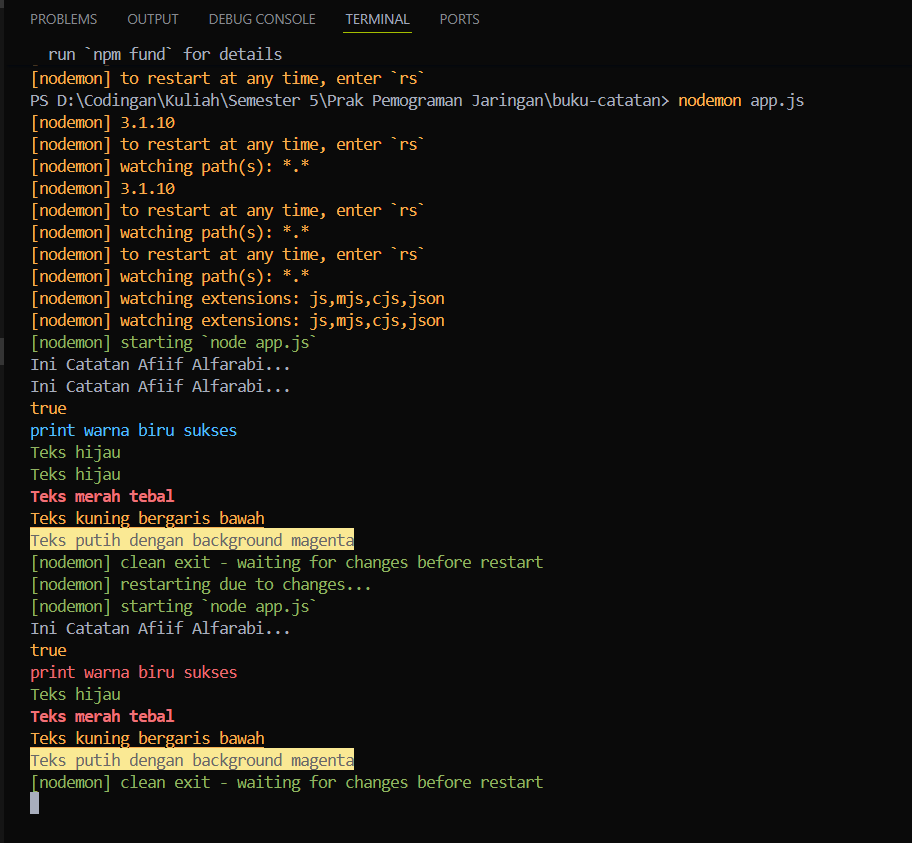 PROBLEMS OUTPUT DEBUG CONSOLE TERMINAL PORTS
run `npm fund` for details
[nodemon] to restart at any time, enter `rs`
PS D:\Codingan\Kuliah\Semester 5\Prak Pemograman Jaringan\buku-catatan> nodemon app.js
[nodemon] 3.1.10
[nodemon] to restart at any time, enter `rs`
[nodemon] watching path(s): *.*
[nodemon] 3.1.10
[nodemon] to restart at any time, enter `rs`
[nodemon] watching path(s): *.*
[nodemon] to restart at any time, enter `rs`
[nodemon] watching path(s): *.*
[nodemon] watching extensions: js,mjs,cjs,json
[nodemon] watching extensions: js,mjs,cjs,json
[nodemon] starting `node app.js`
Ini Catatan Afiif Alfarabi...
Ini Catatan Afiif Alfarabi...
true
print warna biru sukses
Teks hijau
Teks hijau
Teks merah tebal
Teks kuning bergaris bawah
Teks putih dengan background magenta
[nodemon] clean exit - waiting for changes before restart
[nodemon] restarting due to changes...
[nodemon] starting `node app.js`
Ini Catatan Afiif Alfarabi...
true
print warna biru sukses
Teks hijau
Teks merah tebal
Teks kuning bergaris bawah
Teks putih dengan background magenta
[nodemon] clean exit - waiting for changes before restart